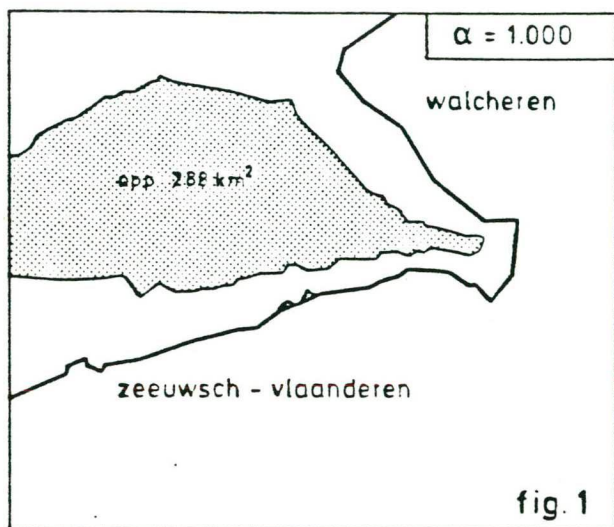 α = 1.000
walcheren
opp. 288 km²
zeeuwsch - vlaanderen
fig. 1